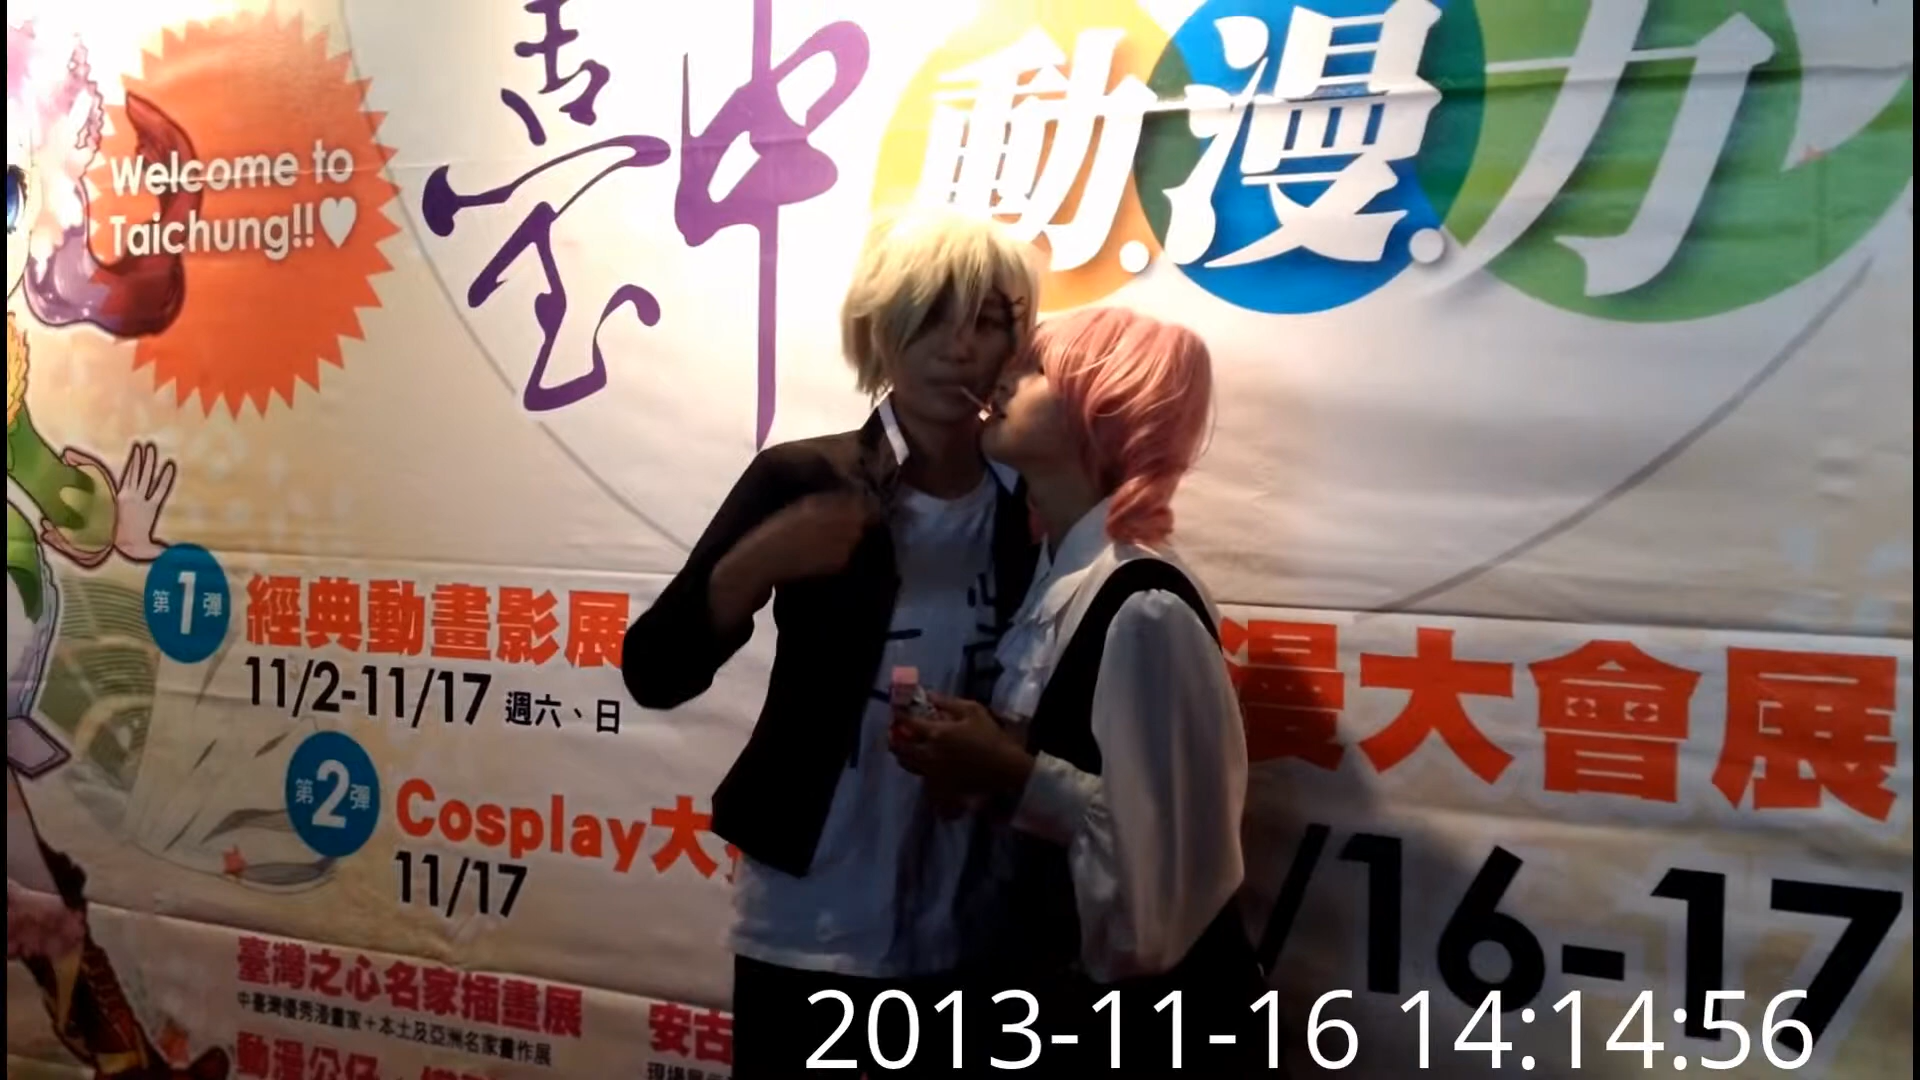 Welcome to
Taichung!!♥
臺中
動.漫.力
第1彈
經典動畫影展
11/2-11/17 週六、日
第2彈
Cosplay大
11/17
漫大會展
/16-17
臺灣之心名家插畫展
中臺灣優秀漫畫家+本土及亞洲名家畫作展
動漫公仔
安古
2013-11-16 14:14:56